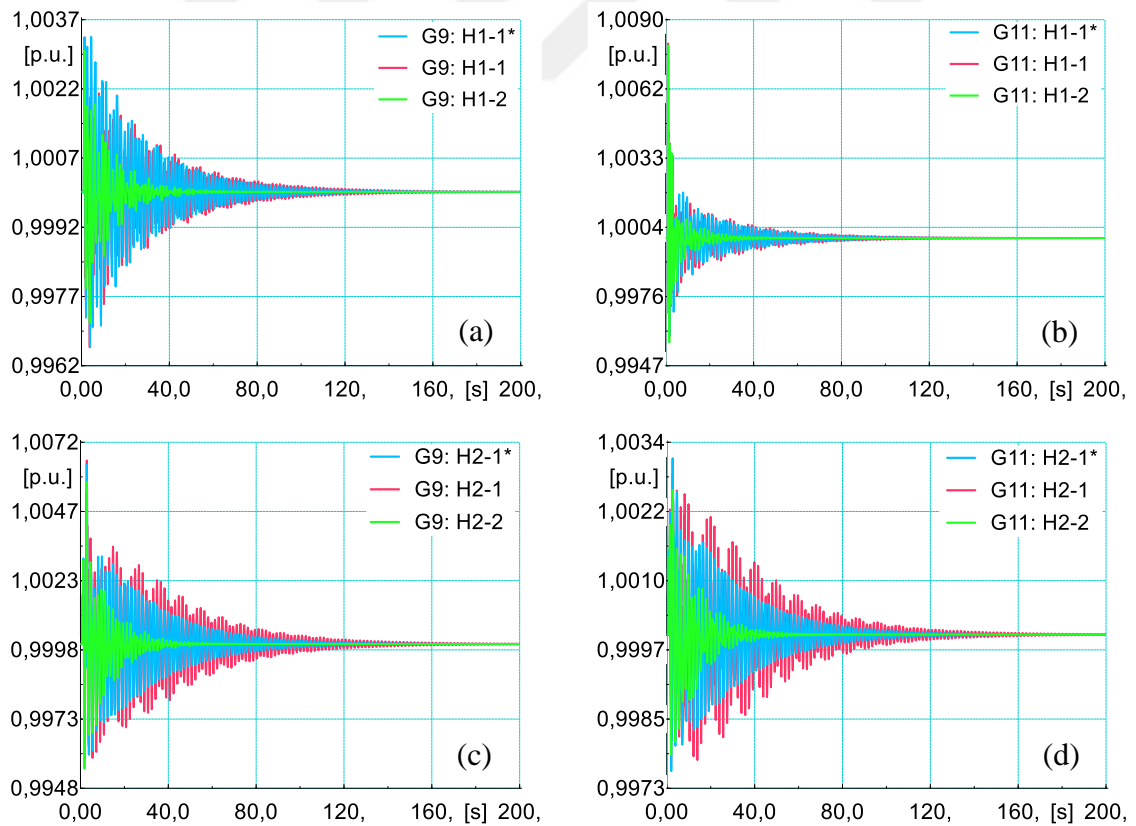 1,0037
[p.u.]
1,0022
1,0007
0,9992
0,9977
0,9962
0,00 40,0 80,0 120, 160, [s] 200,
G9: H1-1*
G9: H1-1
G9: H1-2
(a)
1,0090
[p.u.]
1,0062
1,0033
1,0004
0,9976
0,9947
0,00 40,0 80,0 120, 160, [s] 200,
G11: H1-1*
G11: H1-1
G11: H1-2
(b)
1,0072
[p.u.]
1,0047
1,0023
0,9998
0,9973
0,9948
0,00 40,0 80,0 120, 160, [s] 200,
G9: H2-1*
G9: H2-1
G9: H2-2
(c)
1,0034
[p.u.]
1,0022
1,0010
0,9997
0,9985
0,9973
0,00 40,0 80,0 120, 160, [s] 200,
G11: H2-1*
G11: H2-1
G11: H2-2
(d)